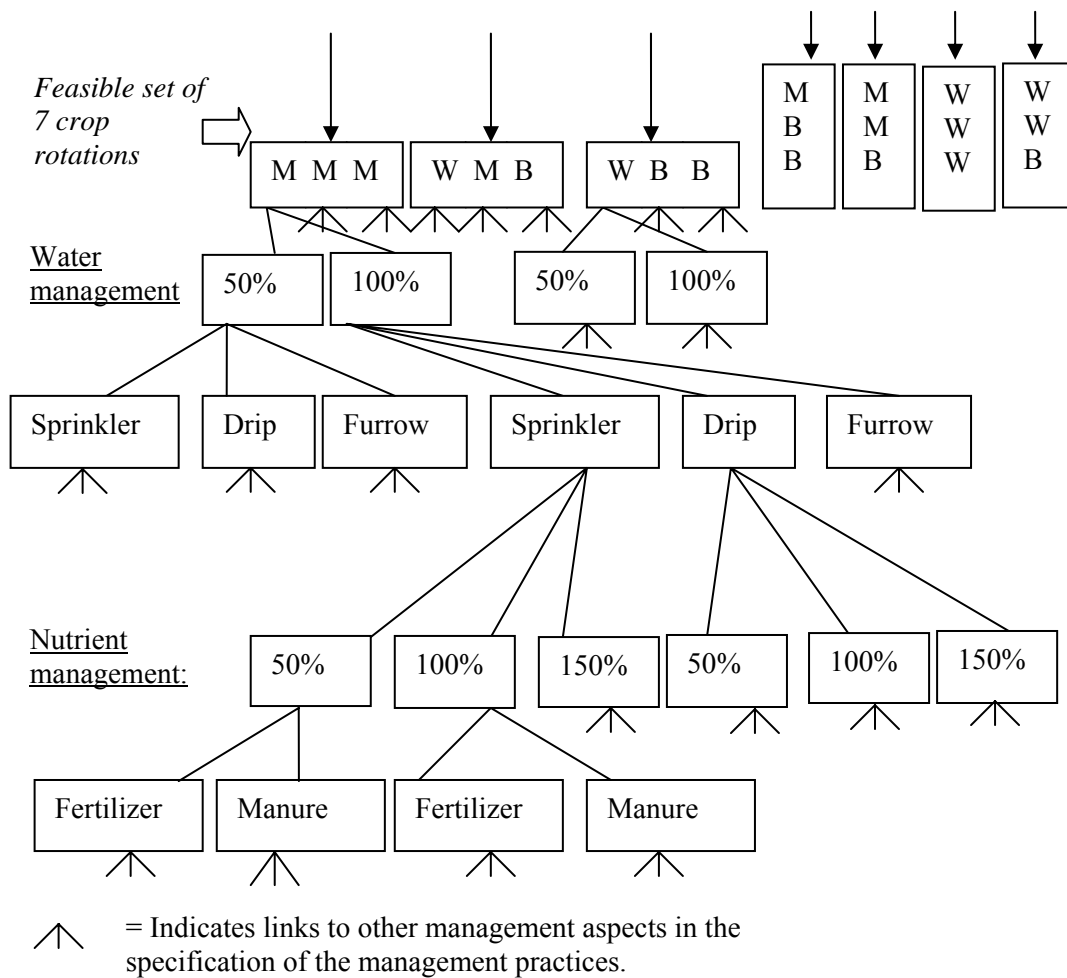 Feasible set of
7 crop
rotations
M M M
W M B
W B B
M
B
B
M
M
B
W
W
W
W
W
B
Water
management
50%
100%
50%
100%
Sprinkler
Drip
Furrow
Sprinkler
Drip
Furrow
Nutrient
management:
50%
100%
150%
50%
100%
150%
Fertilizer
Manure
Fertilizer
Manure
= Indicates links to other management aspects in the
specification of the management practices.